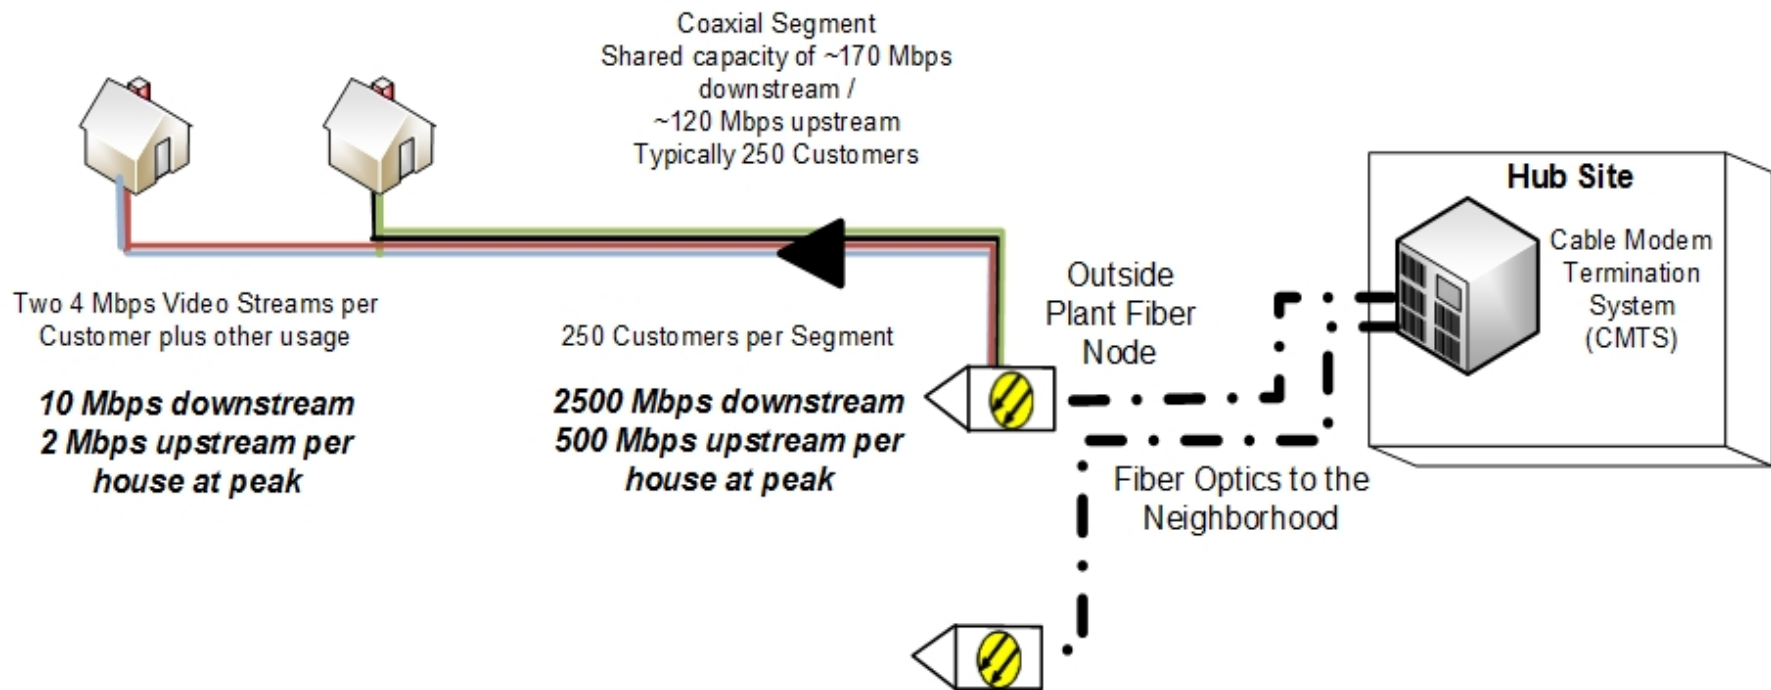 Coaxial Segment
Shared capacity of ~170 Mbps
downstream /
~120 Mbps upstream
Typically 250 Customers
Hub Site
Cable Modem
Termination
System
(CMTS)
Outside
Plant Fiber
Node
Two 4 Mbps Video Streams per
Customer plus other usage
10 Mbps downstream
2 Mbps upstream per
house at peak
250 Customers per Segment
2500 Mbps downstream
500 Mbps upstream per
house at peak
Fiber Optics to the
Neighborhood